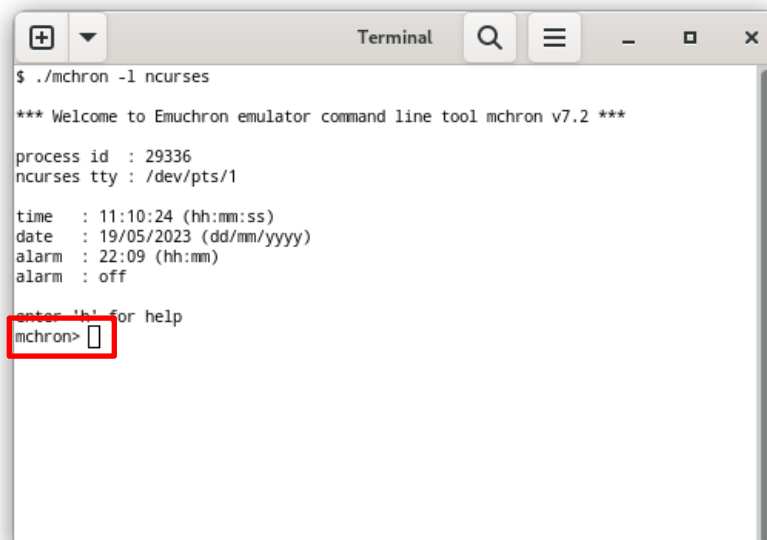 Terminal
$ ./mchron -l ncurses
*** Welcome to Emuchron emulator command line tool mchron v7.2 ***
process id  : 29336
ncurses tty : /dev/pts/1
time   : 11:10:24 (hh:mm:ss)
date   : 19/05/2023 (dd/mm/yyyy)
alarm  : 22:09 (hh:mm)
alarm  : off
enter 'h' for help
mchron>